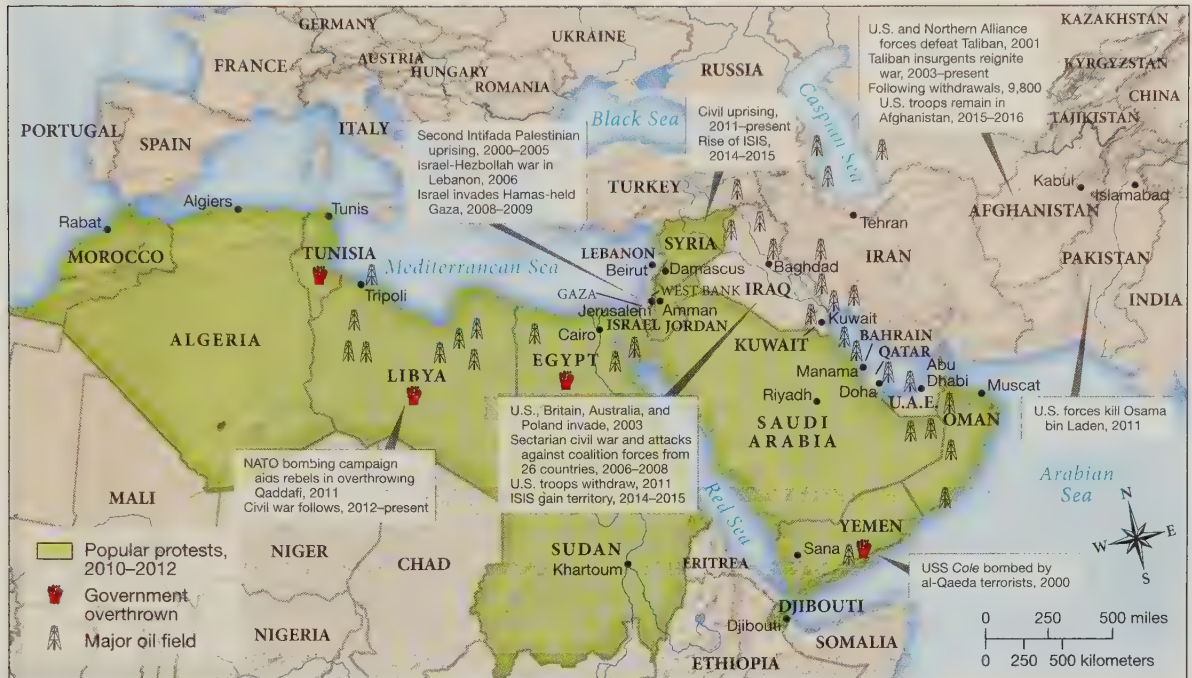 GERMANY
UKRAINE
KAZAKHSTAN
FRANCE
AUSTRIA
HUNGARY
ROMANIA
RUSSIA
KYRGYZSTAN
CHINA
TAJIKISTAN
PORTUGAL
SPAIN
ITALY
Black Sea
Caspian Sea
U.S. and Northern Alliance
forces defeat Taliban, 2001
Taliban insurgents reignite
war, 2003–present
Following withdrawals, 9,800
U.S. troops remain in
Afghanistan, 2015–2016
Second Intifada Palestinian
uprising, 2000–2005
Israel-Hezbollah war in
Lebanon, 2006
Israel invades Hamas-held
Gaza, 2008–2009
Civil uprising,
2011–present
Rise of ISIS,
2014–2015
TURKEY
Kabul
Islamabad
AFGHANISTAN
Rabat
Algiers
Tunis
Tehran
MOROCCO
TUNISIA
Mediterranean Sea
LEBANON
Beirut
SYRIA
Damascus
Baghdad
IRAN
PAKISTAN
INDIA
Tripoli
GAZA
WEST BANK
IRAQ
Jerusalem
Amman
ISRAEL
JORDAN
Kuwait
ALGERIA
LIBYA
Cairo
EGYPT
KUWAIT
BAHRAIN
QATAR
Manama
Doha
Abu
Dhabi
Muscat
Riyadh
U.A.E.
SAUDI
ARABIA
OMAN
U.S. forces kill Osama
bin Laden, 2011
U.S., Britain, Australia, and
Poland invade, 2003
Sectarian civil war and attacks
against coalition forces from
26 countries, 2006–2008
U.S. troops withdraw, 2011
ISIS gain territory, 2014–2015
NATO bombing campaign
aids rebels in overthrowing
Qaddafi, 2011
Civil war follows, 2012–present
Arabian
Sea
Red Sea
MALI
NIGER
CHAD
SUDAN
Khartoum
ERITREA
YEMEN
Sana
USS Cole bombed by
al-Qaeda terrorists, 2000
NIGERIA
DJIBOUTI
Djibouti
SOMALIA
ETHIOPIA
Popular protests,
2010–2012
Government
overthrown
Major oil field
N
W
E
S
0 250 500 miles
0 250 500 kilometers